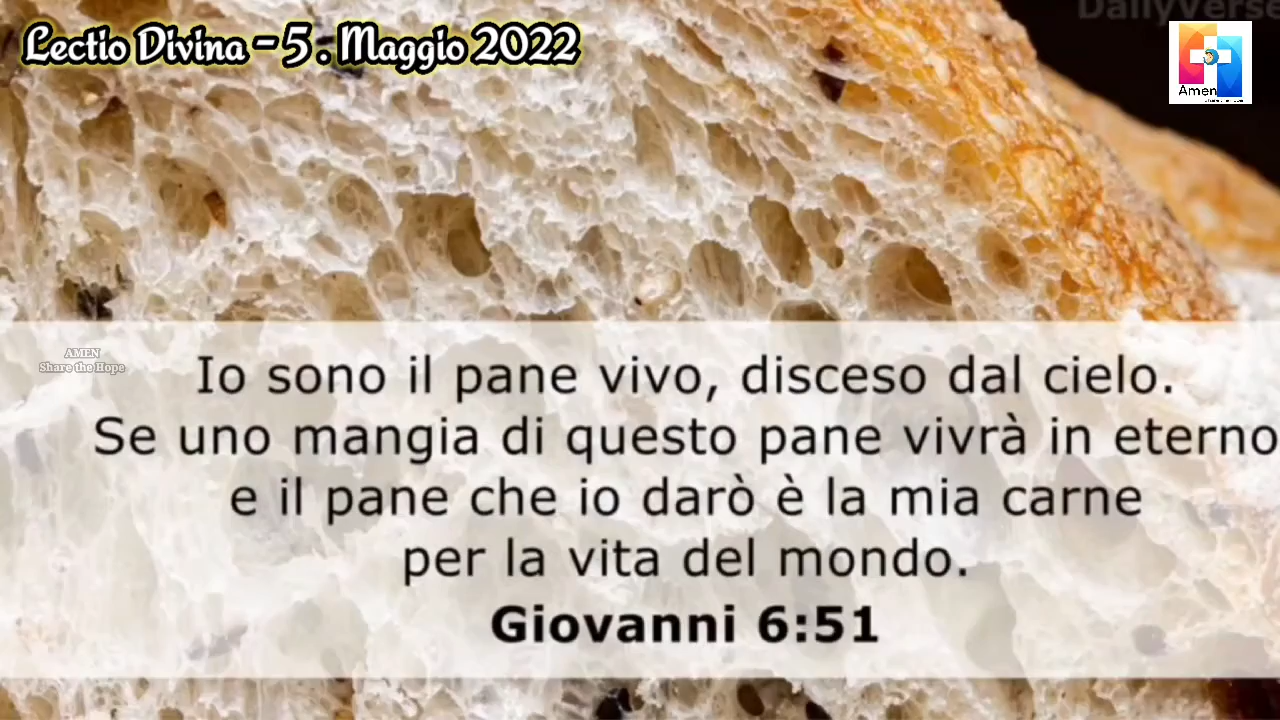 Lectio Divina - 5 . Maggio 2022
DailyVerse
Amen
AMEN
Share the Hope
Io sono il pane vivo, disceso dal cielo.
Se uno mangia di questo pane vivrà in eterno
e il pane che io darò è la mia carne
per la vita del mondo.
Giovanni 6:51